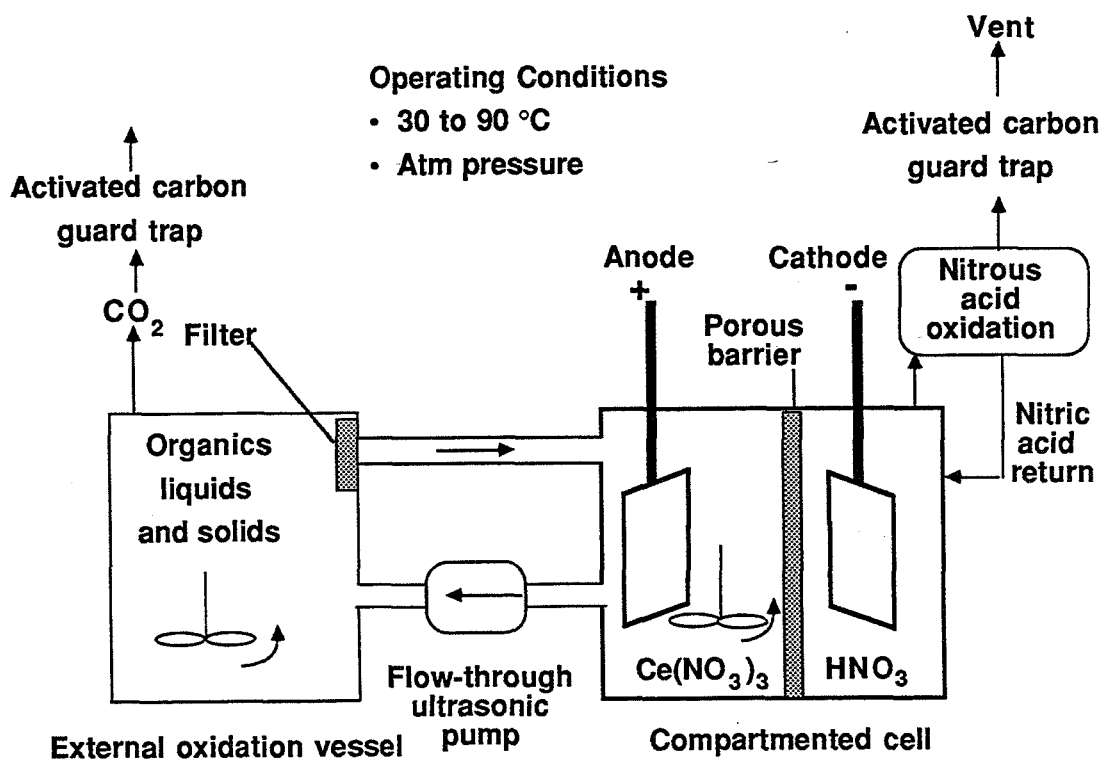 Vent
Operating Conditions
• 30 to 90 °C
• Atm pressure
Activated carbon
guard trap
Activated carbon
guard trap
CO2
Filter
Anode
+
Cathode
-
Porous
barrier
Nitrous
acid
oxidation
Nitric
acid
return
Organics
liquids
and solids
Ce(NO3)3
HNO3
Flow-through
ultrasonic
pump
External oxidation vessel
Compartmented cell